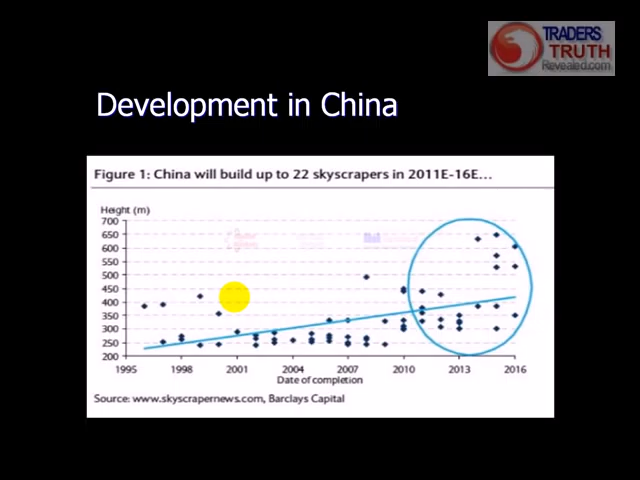 TRADERS
TRUTH
Revealed.com
Development in China
Figure 1: China will build up to 22 skyscrapers in 2011E-16E...
Height (m)
700
650
600
550
500
450
400
350
300
250
200
1995 1998 2001 2004 2007 2010 2013 2016
Date of completion
Source: www.skyscrapernews.com, Barclays Capital